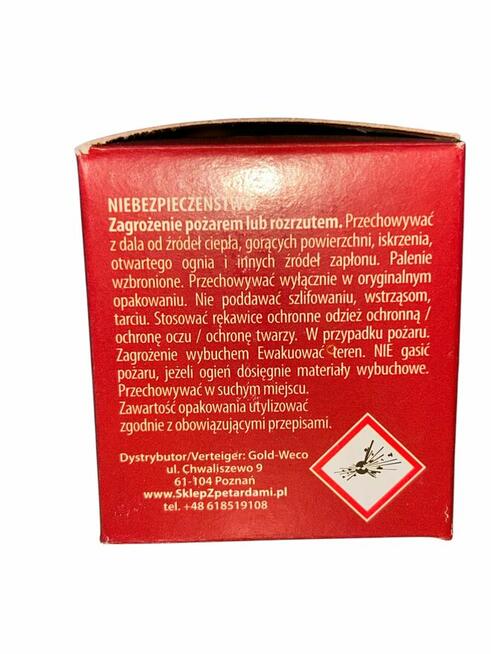 NIEBEZPIECZEŃSTWO!
Zagrożenie pożarem lub rozrzutem. Przechowywać
z dala od źródeł ciepła, gorących powierzchni, iskrzenia,
otwartego ognia i innych źródeł zapłonu. Palenie
wzbronione. Przechowywać wyłącznie w oryginalnym
opakowaniu. Nie poddawać szlifowaniu, wstrząsom,
tarciu. Stosować rękawice ochronne odzież ochronną /
ochronę oczu / ochronę twarzy. W przypadku pożaru.
Zagrożenie wybuchem Ewakuować teren. NIE gasić
pożaru, jeżeli ogień dosięgnie materiały wybuchowe.
Przechowywać w suchym miejscu.
Zawartość opakowania utylizować
zgodnie z obowiązującymi przepisami.
Dystrybutor/Verteiger: Gold-Weco
ul. Chwaliszewo 9
61-104 Poznań
www.SklepZpetardami.pl
tel. +48 618519108